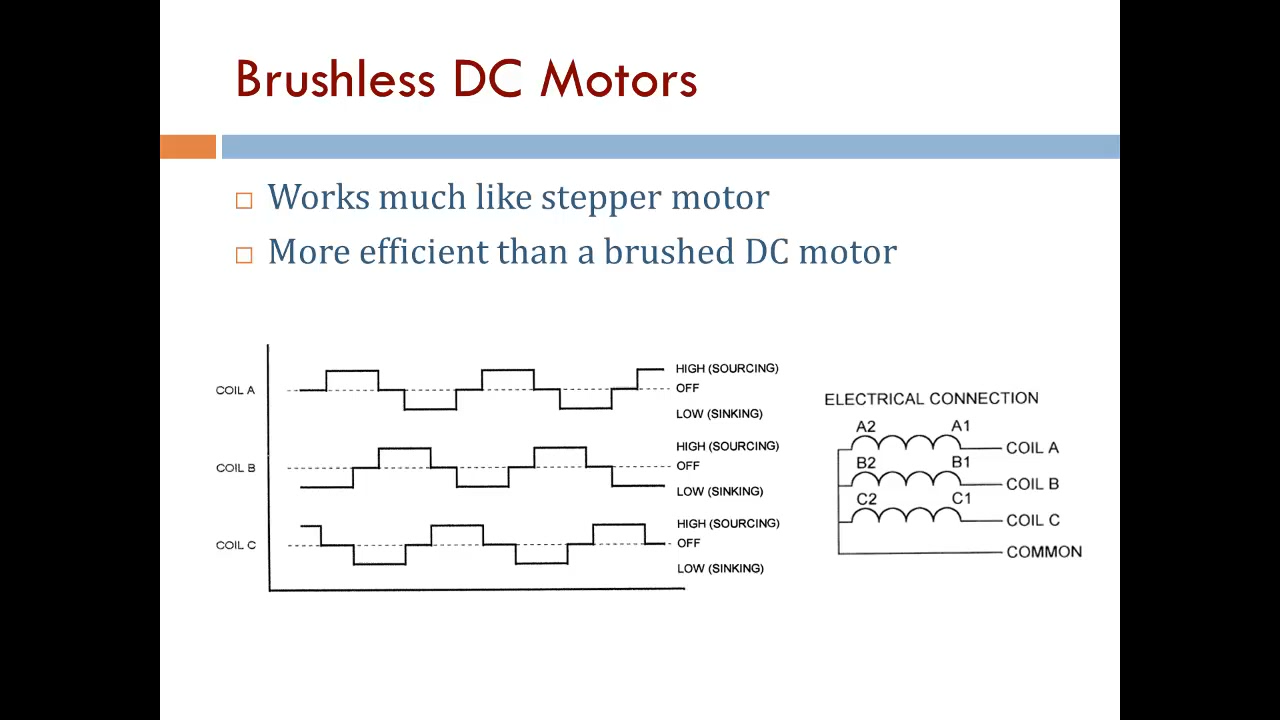 Brushless DC Motors
Works much like stepper motor
More efficient than a brushed DC motor
COIL A
HIGH (SOURCING)
OFF
LOW (SINKING)
COIL B
HIGH (SOURCING)
OFF
LOW (SINKING)
COIL C
HIGH (SOURCING)
OFF
LOW (SINKING)
ELECTRICAL CONNECTION
A2 A1
COIL A
B2 B1
COIL B
C2 C1
COIL C
COMMON